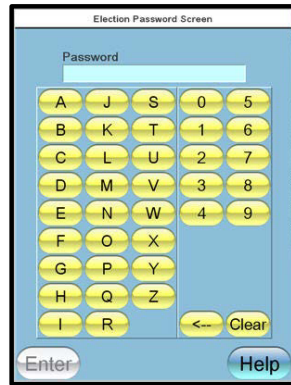 Election Password Screen
Password
A J S 0 5
B K T 1 6
C L U 2 7
D M V 3 8
E N W 4 9
F O X
G P Y
H Q Z
I R <-- Clear
Enter Help